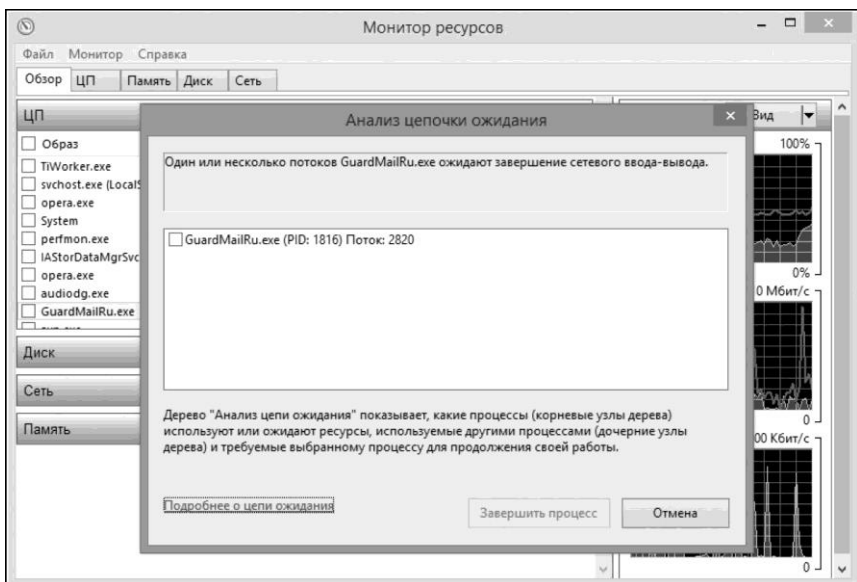 Монитор ресурсов
Файл Монитор Справка
Обзор ЦП Память Диск Сеть
ЦП
Вид
Образ
TiWorker.exe
svchost.exe (LocalS
opera.exe
System
perfmon.exe
IAStorDataMgrSvc
opera.exe
audiodg.exe
GuardMailRu.exe
Диск
Сеть
Память
Анализ цепочки ожидания
Один или несколько потоков GuardMailRu.exe ожидают завершение сетевого ввода-вывода.
GuardMailRu.exe (PID: 1816) Поток: 2820
Дерево "Анализ цепи ожидания" показывает, какие процессы (корневые узлы дерева)
используют или ожидают ресурсы, используемые другими процессами (дочерние узлы
дерева) и требуемые выбранному процессу для продолжения своей работы.
Подробнее о цепи ожидания
Завершить процесс
Отмена
100%
0%
0 Мбит/с
0
00 Кбит/с
0